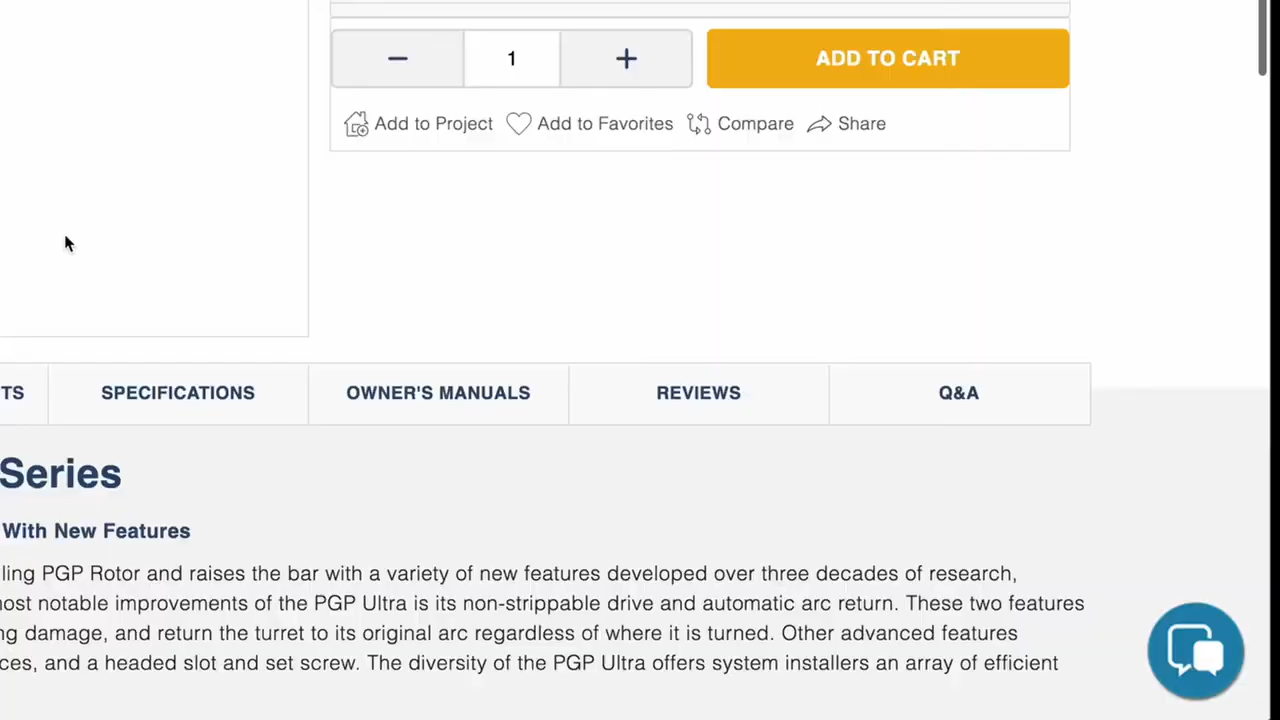 − 1 + ADD TO CART
Add to Project Add to Favorites Compare Share
TS SPECIFICATIONS OWNER'S MANUALS REVIEWS Q&A
Series
With New Features
ling PGP Rotor and raises the bar with a variety of new features developed over three decades of research,
nost notable improvements of the PGP Ultra is its non-strippable drive and automatic arc return. These two features
ng damage, and return the turret to its original arc regardless of where it is turned. Other advanced features
ces, and a headed slot and set screw. The diversity of the PGP Ultra offers system installers an array of efficient